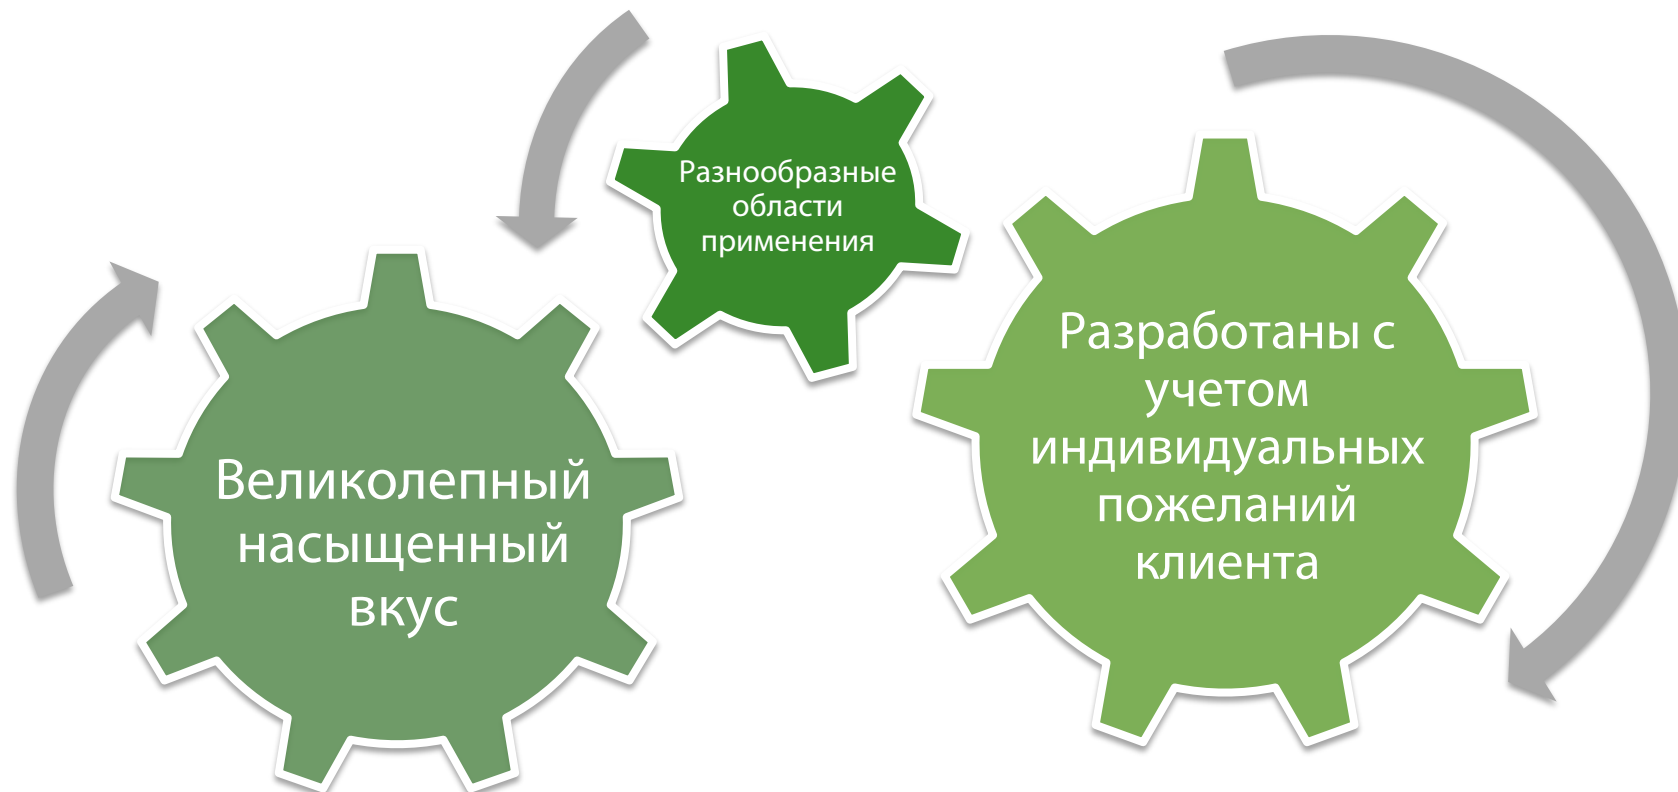 Разнообразные
области
применения
Великолепный
насыщенный
вкус
Разработаны с
учетом
индивидуальных
пожеланий
клиента